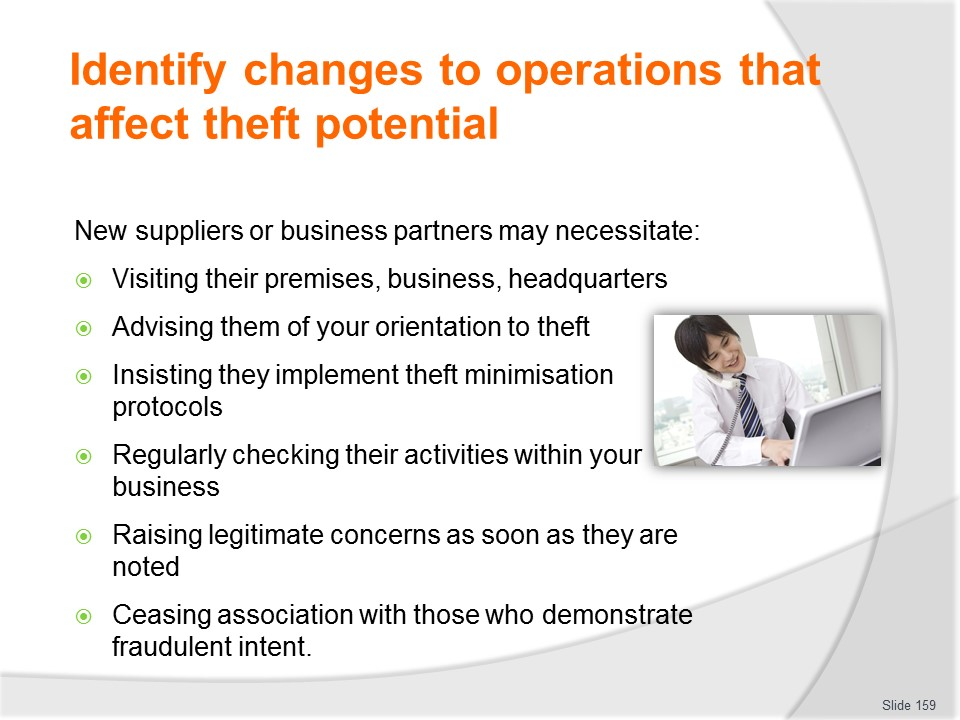 Identify changes to operations that
affect theft potential
New suppliers or business partners may necessitate:
Visiting their premises, business, headquarters
Advising them of your orientation to theft
Insisting they implement theft minimisation
protocols
Regularly checking their activities within your
business
Raising legitimate concerns as soon as they are
noted
Ceasing association with those who demonstrate
fraudulent intent.
Slide 159